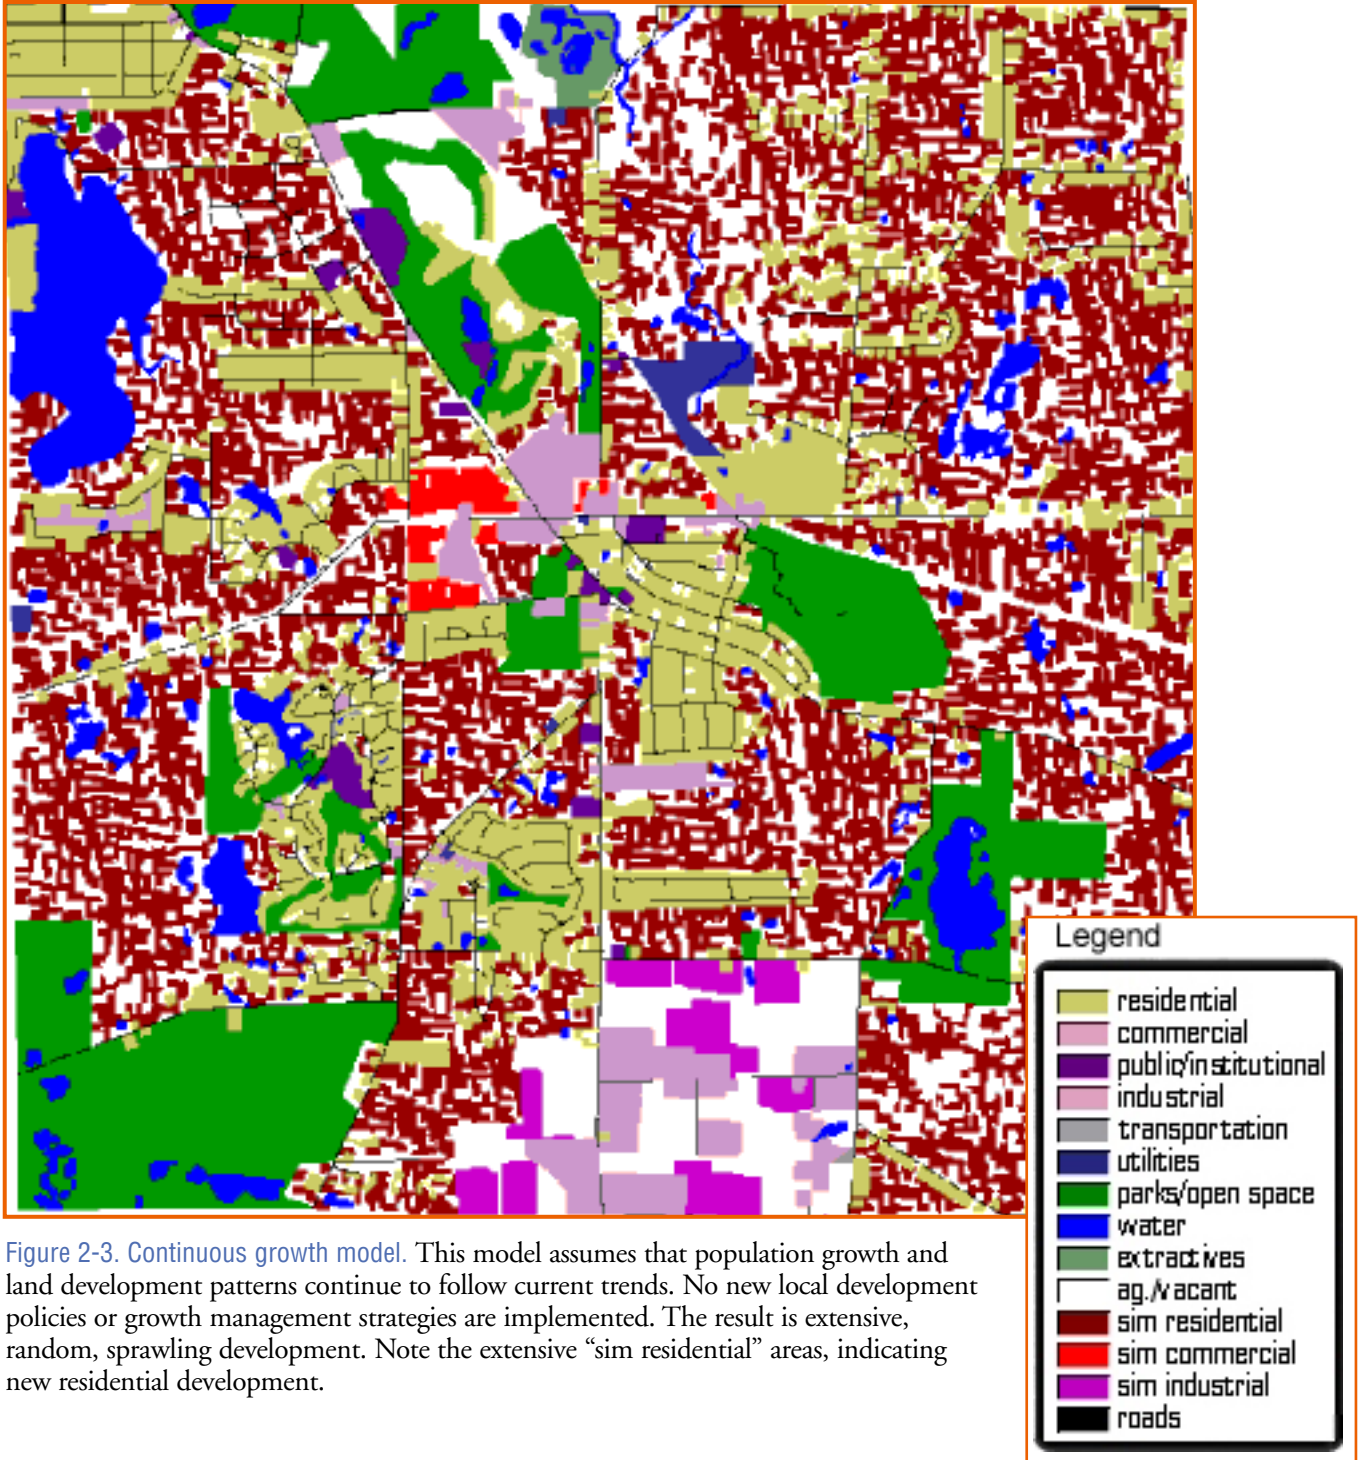 Legend
residential
commercial
public/institutional
industrial
transportation
utilities
parks/open space
water
extractives
ag./vacant
sim residential
sim commercial
sim industrial
roads
Figure 2-3. Continuous growth model. This model assumes that population growth and
land development patterns continue to follow current trends. No new local development
policies or growth management strategies are implemented. The result is extensive,
random, sprawling development. Note the extensive “sim residential” areas, indicating
new residential development.